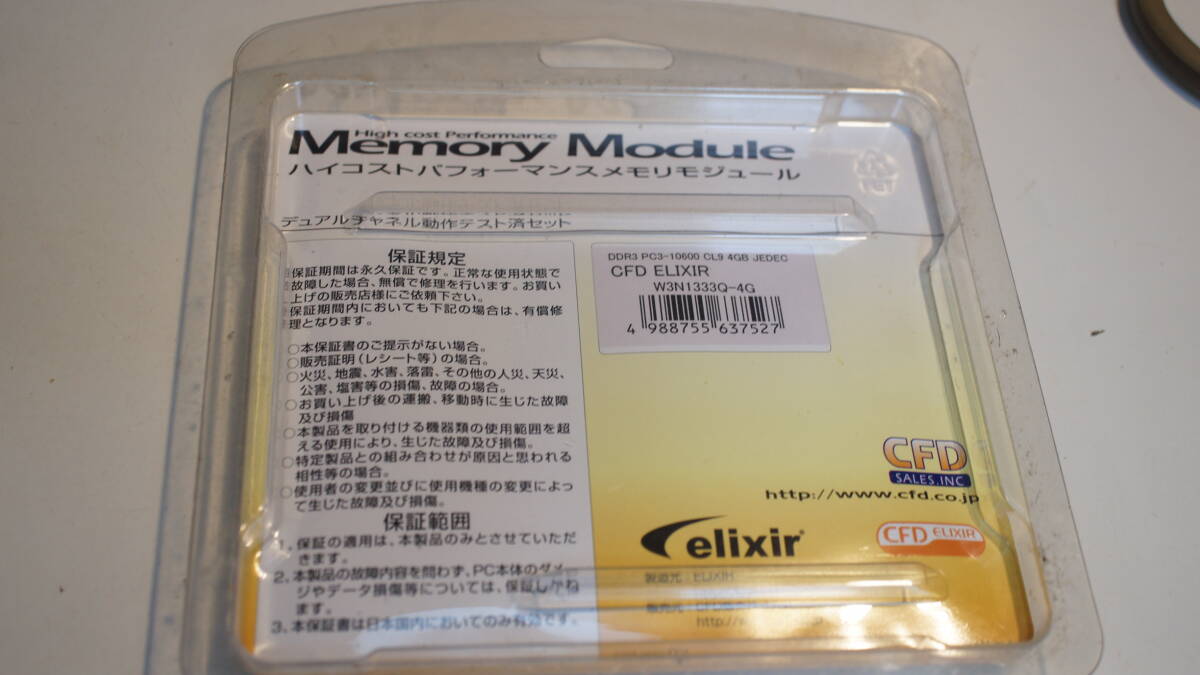 High cost Performance
Memory Module
ハイコストパフォーマンスメモリモジュール
デュアルチャネル動作テスト済セット
保証規定
保証期間は永久保証です。正常な使用状態で
故障した場合、無償で修理を行います。お買い
上げの販売店様にご依頼下さい。
保証期間内においても下記の場合は、有償修
理となります。
○本保証書のご提示がない場合。
○販売証明(レシート等)の場合。
○火災、地震、水害、落雷、その他の人災、天災、
公害、塩害等の損傷、故障の場合。
○お買い上げ後の運搬、移動時に生じた故障
及び損傷
○本製品を取り付ける機器類の使用範囲を超
える使用により、生じた故障及び損傷。
○特定製品との組み合わせが原因と思われる
相性等の場合。
○使用者の変更並びに使用機種の変更によっ
て生じた故障及び損傷。
保証範囲
1、保証の適用は、本製品のみとさせていただ
きます。
2、本製品の故障内容を問わず、PC本体のダメー
ジやデータ損傷等については、保証しかね
ます。
3、本保証書は日本国内においてのみ有効です。
DDR3 PC3-10600 CL9 4GB JEDEC
CFD ELIXIR
W3N1333Q-4G
4 988755 637527
CFD
SALES.INC
http://www.cfd.co.jp
elixir
CFD ELIXIR
製造元:ELIXIR